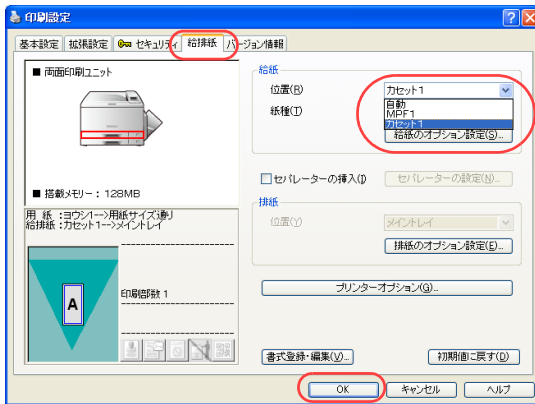 印刷設定
基本設定 拡張設定 セキュリティ 給排紙 バージョン情報
■ 両面印刷ユニット
■ 搭載メモリー： 128MB
用 紙 ：ヨウシ1-->用紙サイズ通り
給排紙 ：カセット1-->メイントレイ
A
印刷部数 1
給紙
位置(R) カセット1
自動
MPF1
カセット1
紙種(T)
給紙のオプション設定(S)...
セパレーターの挿入(I) セパレーターの設定(N)...
排紙
位置(Y) メイントレイ
排紙のオプション設定(E)...
プリンターオプション(G)...
書式登録・編集(V)... 初期値に戻す(D)
OK キャンセル ヘルプ